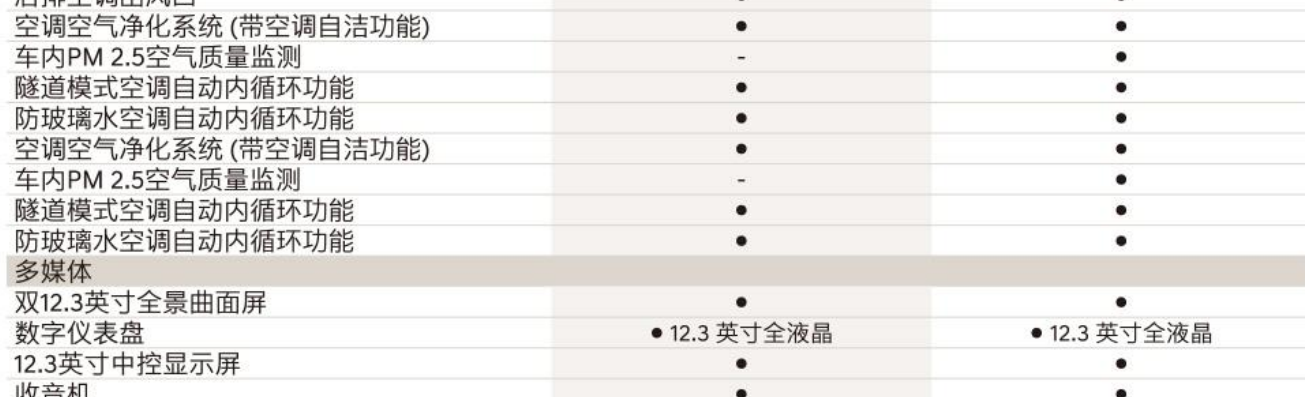 空调空气净化系统 (带空调自洁功能) ● ●
车内PM 2.5空气质量监测 - ●
隧道模式空调自动内循环功能 ● ●
防玻璃水空调自动内循环功能 ● ●
空调空气净化系统 (带空调自洁功能) ● ●
车内PM 2.5空气质量监测 - ●
隧道模式空调自动内循环功能 ● ●
防玻璃水空调自动内循环功能 ● ●
多媒体
双12.3英寸全景曲面屏 ● ●
数字仪表盘 ● 12.3 英寸全液晶 ● 12.3 英寸全液晶
12.3英寸中控显示屏 ● ●
收音机 ● ●